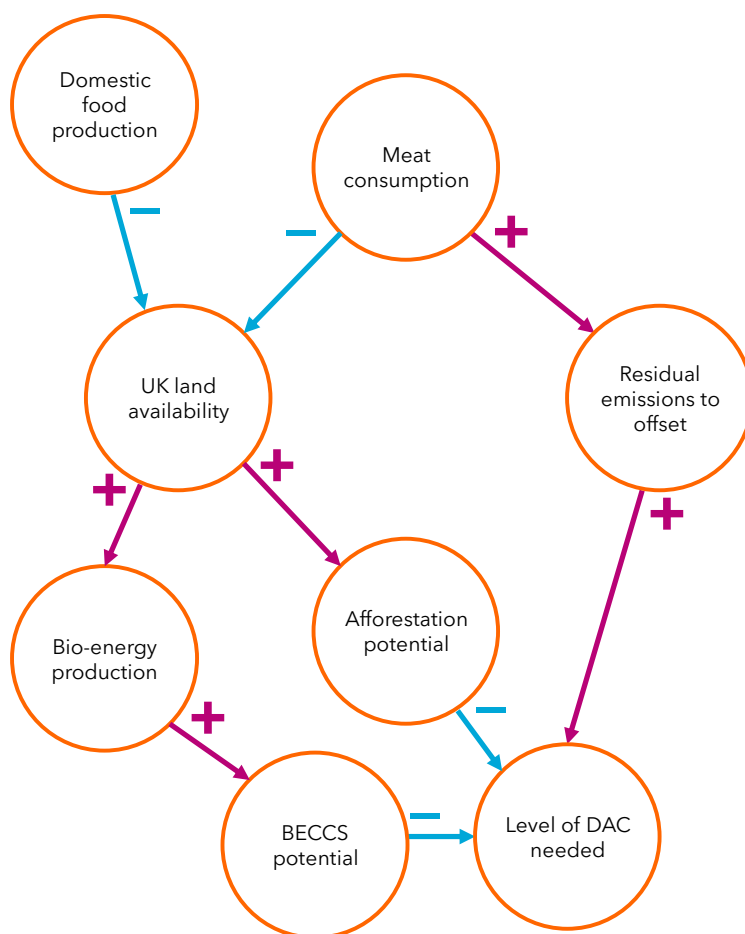 Domestic
food
production
Meat
consumption
−
−
+
UK land
availability
Residual
emissions to
offset
+
+
+
Bio-energy
production
Afforestation
potential
+
−
BECCS
potential
−
Level of DAC
needed